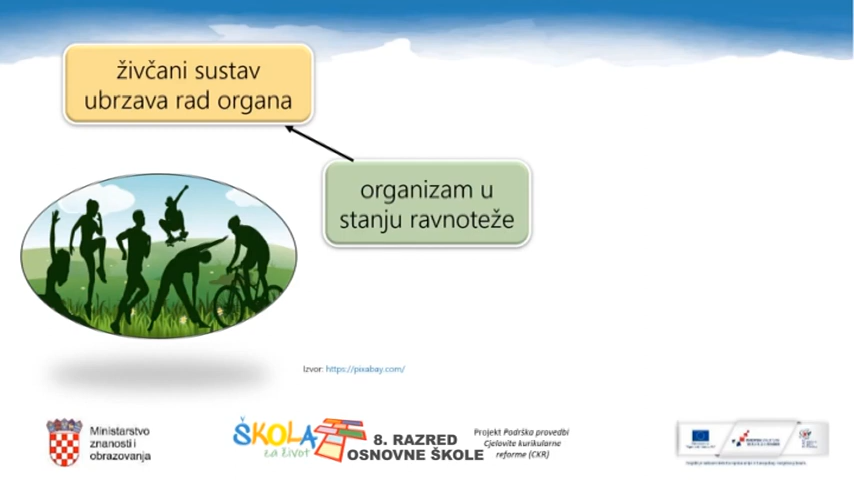 živčani sustav
ubrzava rad organa
organizam u
stanju ravnoteže
Izvor: https://pixabay.com/
Ministarstvo
znanosti i
obrazovanja
ŠKOLA
za život
8. RAZRED
OSNOVNE ŠKOLE
Projekt Podrška provedbi
Cjelovite kurikularne
reforme (CKR)